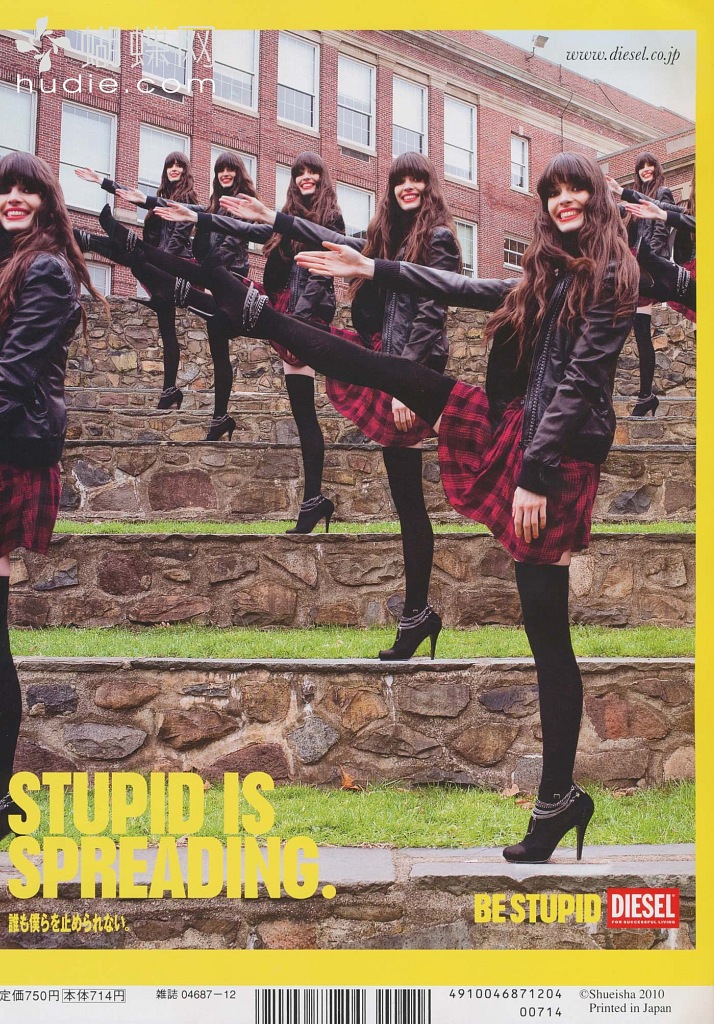 蝴蝶网
hudie.com
www.diesel.co.jp
STUPID IS
SPREADING.
誰も僕らを止められない。
BE STUPID DIESEL
FOR SUCCESSFUL LIVING
定価750円 本体714円 雑誌 04687-12
4910046871204
00714
©Shueisha 2010
Printed in Japan